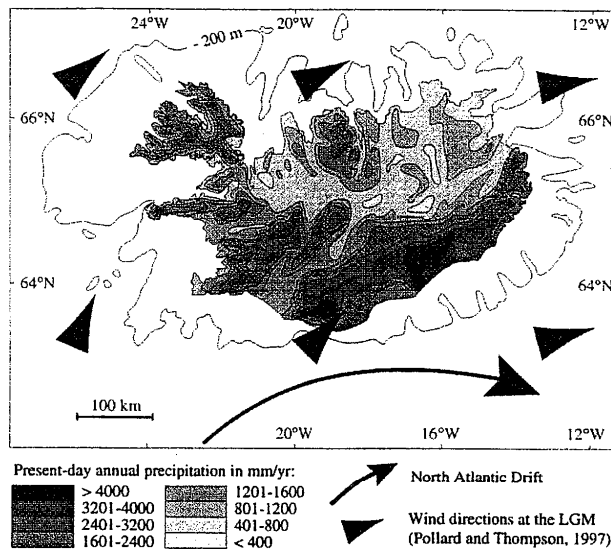 24°W 20°W 12°W
- 200 m
66°N 66°N
64°N 64°N
100 km
20°W 16°W 12°W
Present-day annual precipitation in mm/yr:
> 4000
3201-4000
2401-3200
1601-2400
1201-1600
801-1200
401-800
< 400
North Atlantic Drift
Wind directions at the LGM
(Pollard and Thompson, 1997)